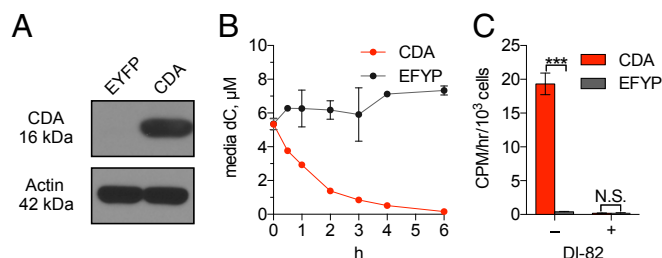 A
EYFP
CDA
CDA
16 kDa
Actin
42 kDa
B
media dC, μM
10
8
6
4
2
0
0 1 2 3 4 5 6
h
CDA
EFYP
C
CPM/hr/10³ cells
25
20
15
10
5
0
***
N.S.
– +
DI-82
CDA
EFYP